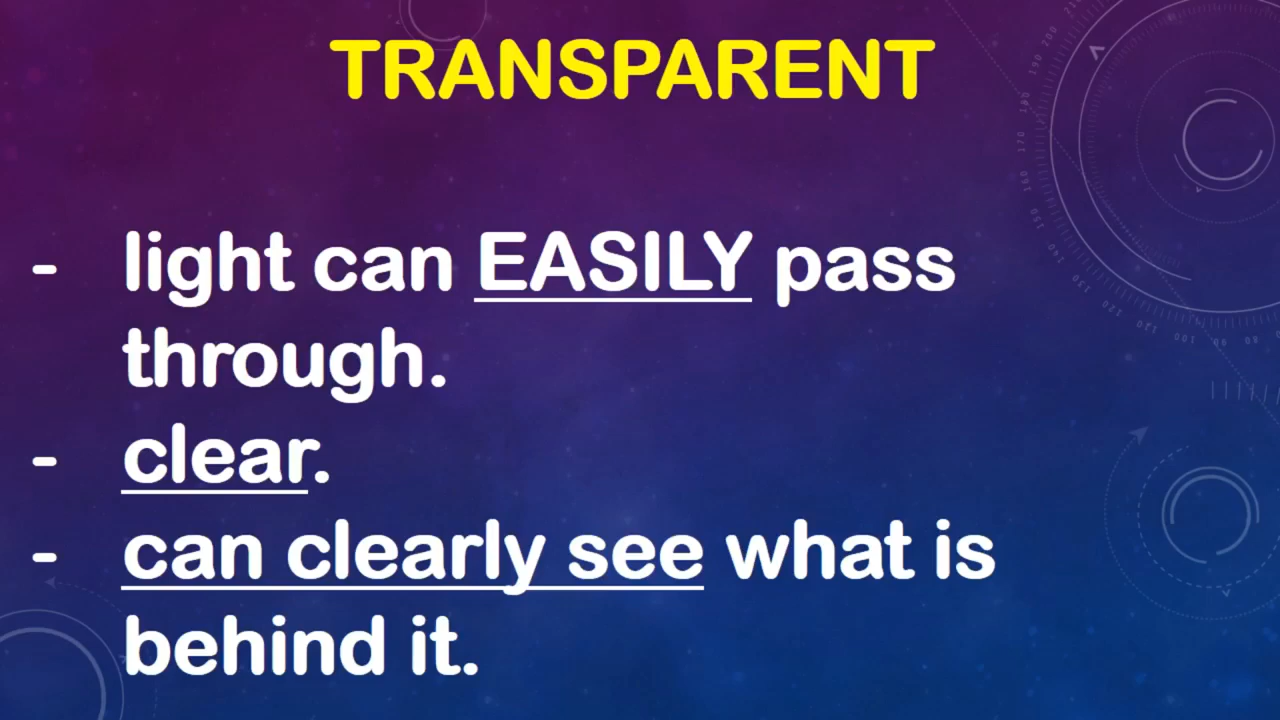 TRANSPARENT
- light can EASILY pass
through.
- clear.
- can clearly see what is
behind it.